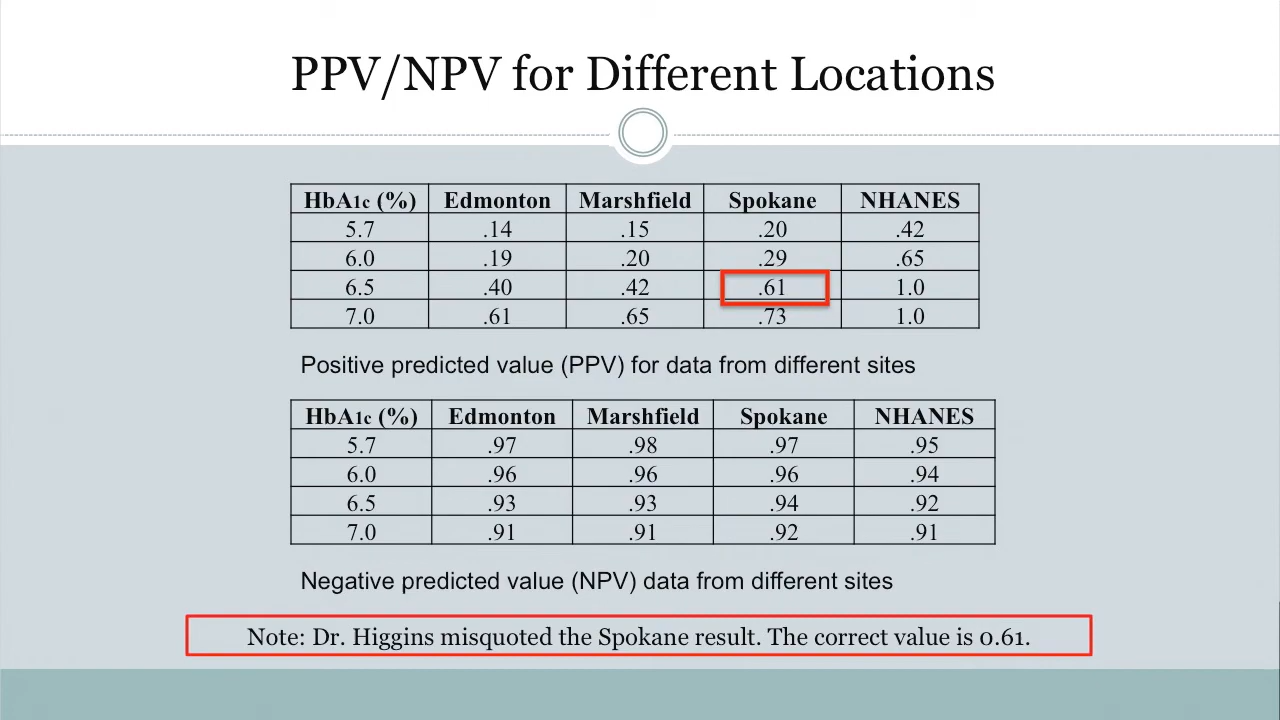 PPV/NPV for Different Locations
HbA1c (%) Edmonton Marshfield Spokane NHANES
5.7 .14 .15 .20 .42
6.0 .19 .20 .29 .65
6.5 .40 .42 .61 1.0
7.0 .61 .65 .73 1.0
Positive predicted value (PPV) for data from different sites
HbA1c (%) Edmonton Marshfield Spokane NHANES
5.7 .97 .98 .97 .95
6.0 .96 .96 .96 .94
6.5 .93 .93 .94 .92
7.0 .91 .91 .92 .91
Negative predicted value (NPV) data from different sites
Note: Dr. Higgins misquoted the Spokane result. The correct value is 0.61.